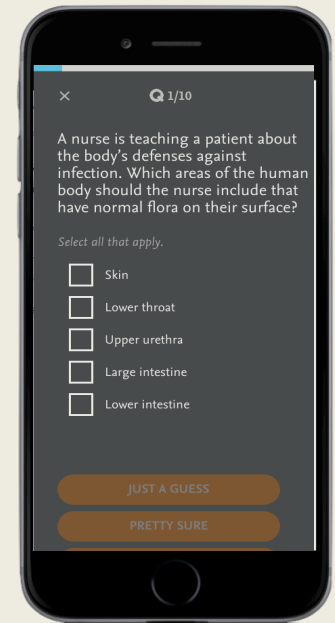 × Q 1/10
A nurse is teaching a patient about
the body's defenses against
infection. Which areas of the human
body should the nurse include that
have normal flora on their surface?
Select all that apply.
Skin
Lower throat
Upper urethra
Large intestine
Lower intestine
JUST A GUESS
PRETTY SURE